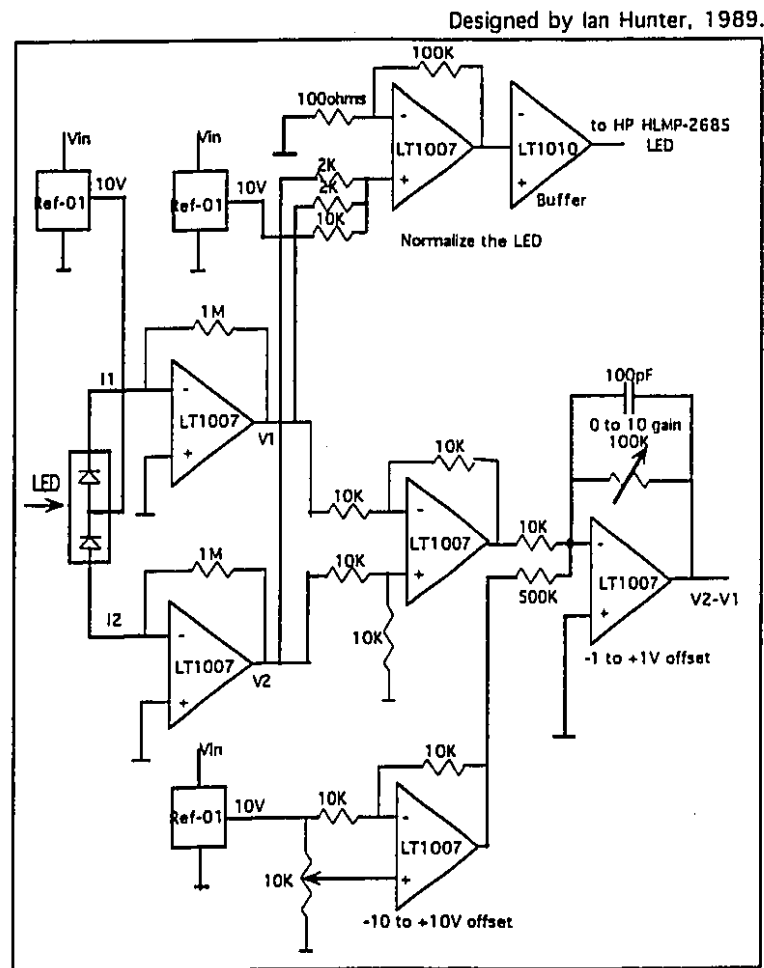 Designed by Ian Hunter, 1989.
100K
100ohms
-
LT1007
+
-
LT1010
+
Buffer
to HP HLMP-2685
LED
Vin
10V
Ref-01
Vin
10V
Ref-01
2K
2K
10K
Normalize the LED
1M
I1
-
LT1007
+
V1
LED
1M
I2
-
LT1007
+
V2
10K
10K
-
LT1007
+
10K
10K
100pF
0 to 10 gain
100K
10K
500K
-
LT1007
+
V2-V1
-1 to +1V offset
Vin
10V
Ref-01
10K
10K
-
LT1007
+
10K
-10 to +10V offset